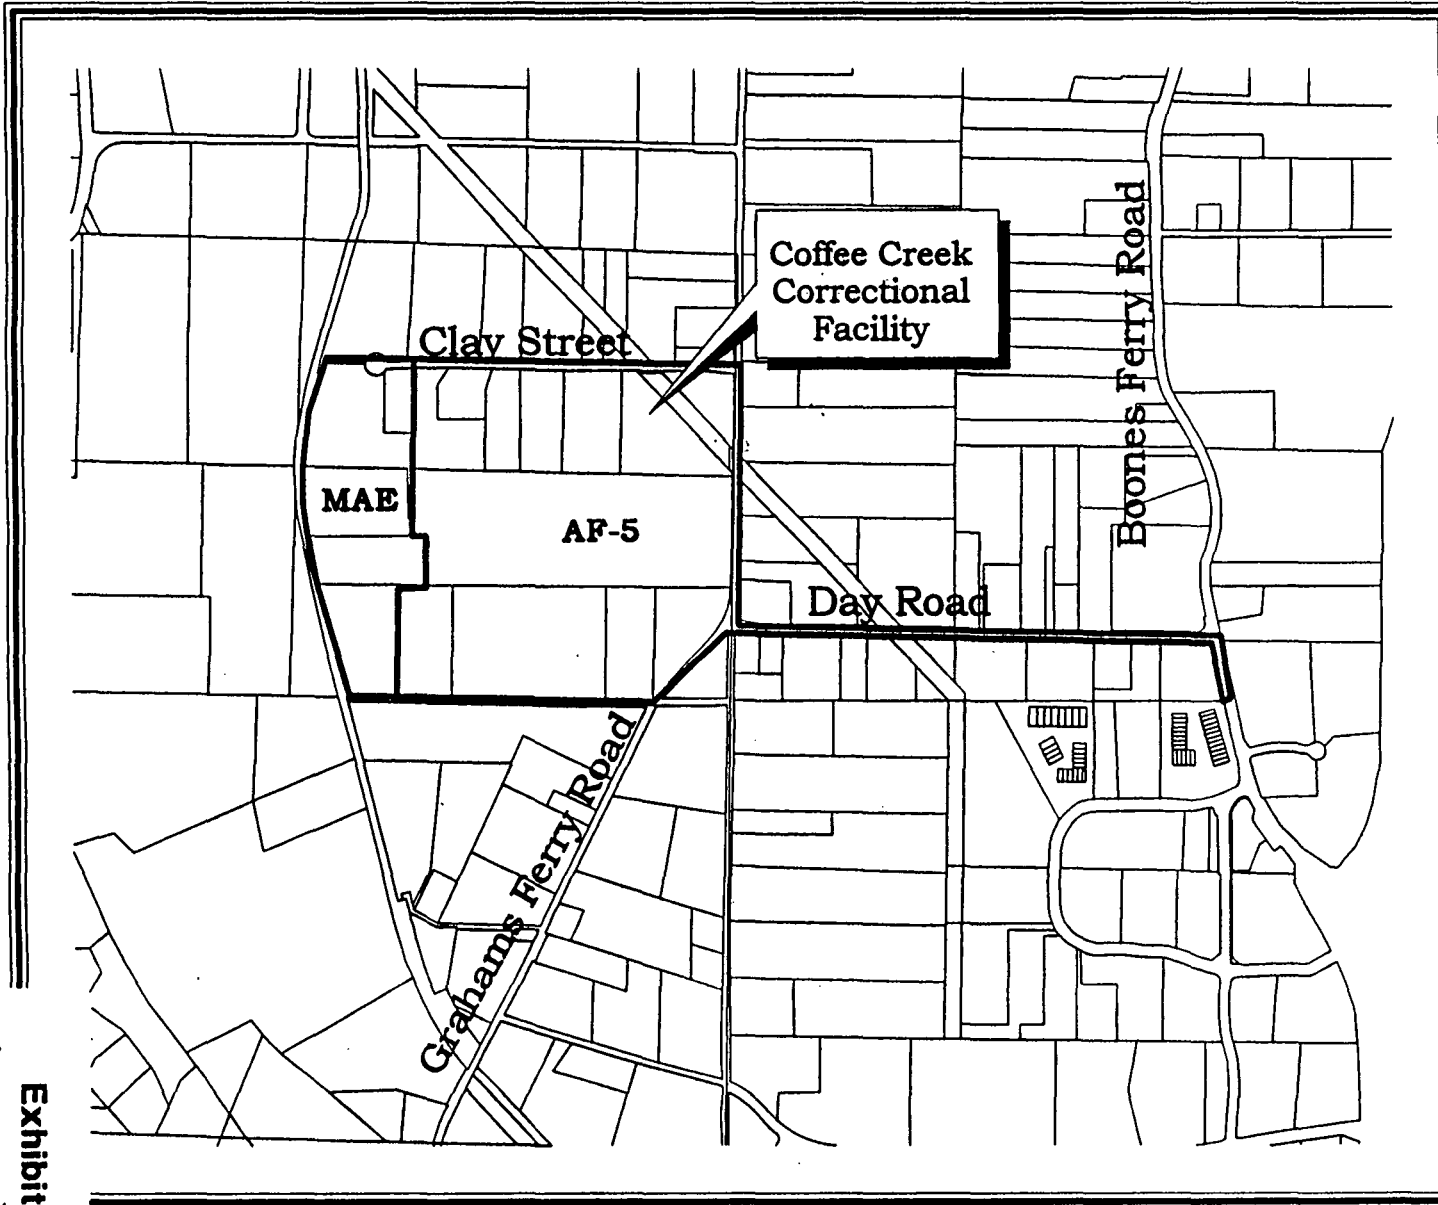 Coffee Creek
Correctional
Facility
Boones Ferry Road
Clay Street
MAE
AF-5
Day Road
Grahams Ferry Road
Exhibit